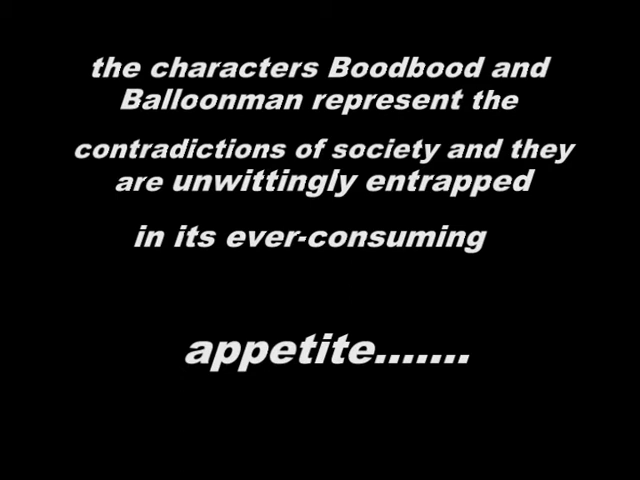 the characters Boodbood and
Balloonman represent the
contradictions of society and they
are unwittingly entrapped
in its ever-consuming
appetite.......